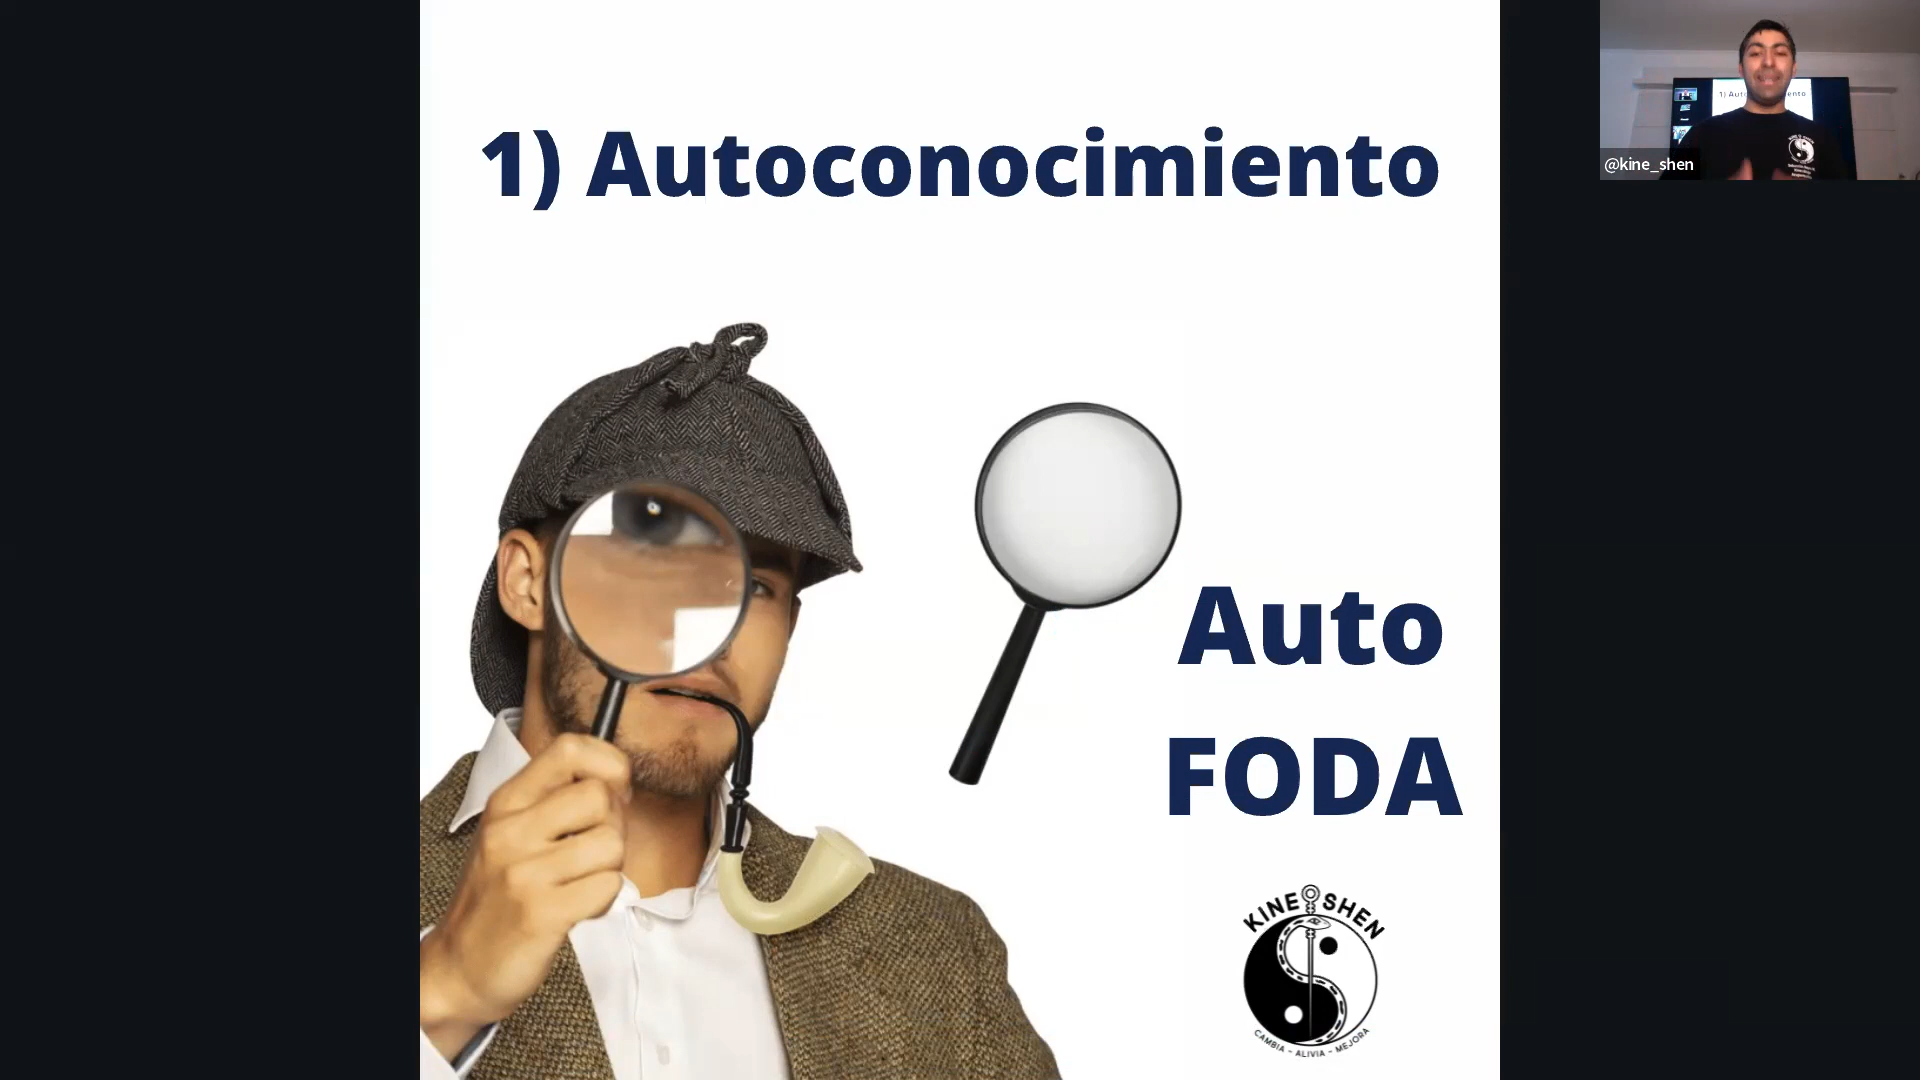 1) Autoconocimiento
Auto
FODA
KINE SHEN
CAMBIA - ALIVIA - MEJORA
@kine_shen